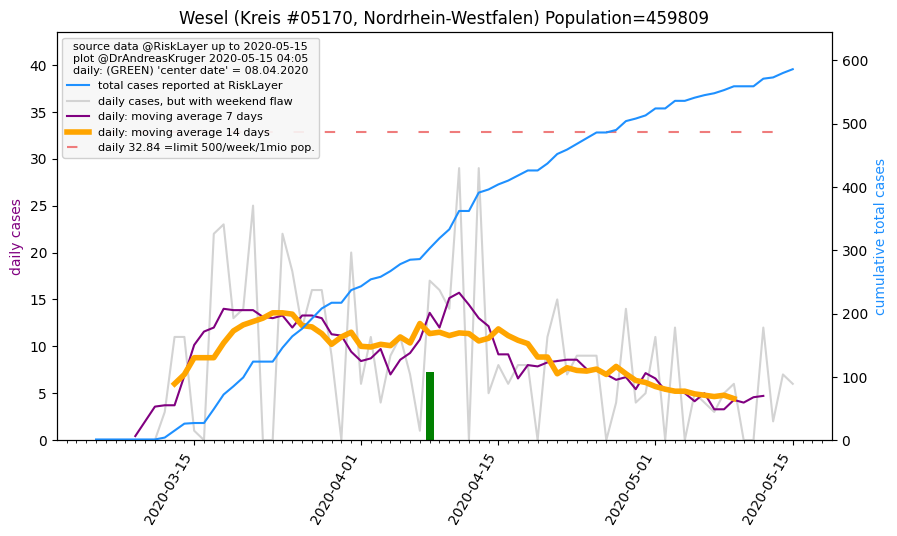 Wesel (Kreis #05170, Nordrhein-Westfalen) Population=459809
source data @RiskLayer up to 2020-05-15
plot @DrAndreasKruger 2020-05-15 04:05
daily: (GREEN) 'center date' = 08.04.2020
total cases reported at RiskLayer
daily cases, but with weekend flaw
daily: moving average 7 days
daily: moving average 14 days
daily 32.84 =limit 500/week/1mio pop.
daily cases
40
35
30
25
20
15
10
5
0
cumulative total cases
600
500
400
300
200
100
0
2020-03-15
2020-04-01
2020-04-15
2020-05-01
2020-05-15